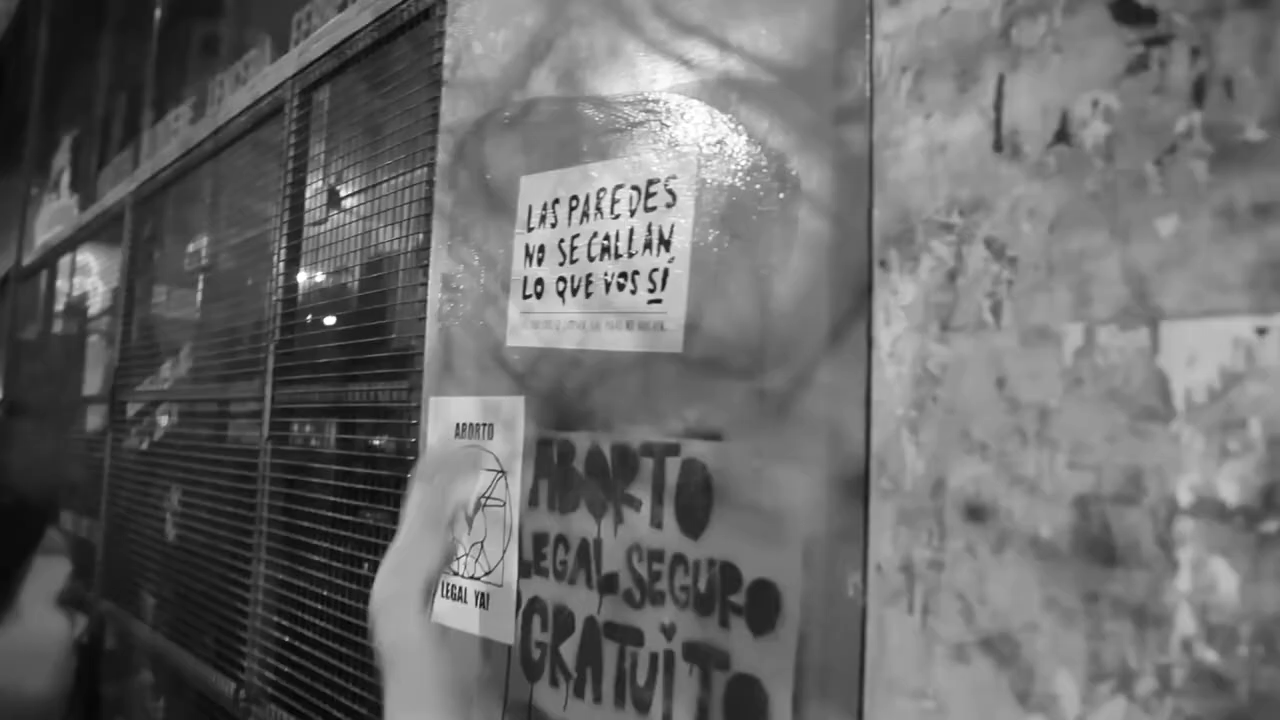 LAS PAREDES
NO SE CALLAN
LO QUE VOS SÍ
ABORTO
LEGAL YA!
ABORTO
LEGAL SEGURO
GRATUITO